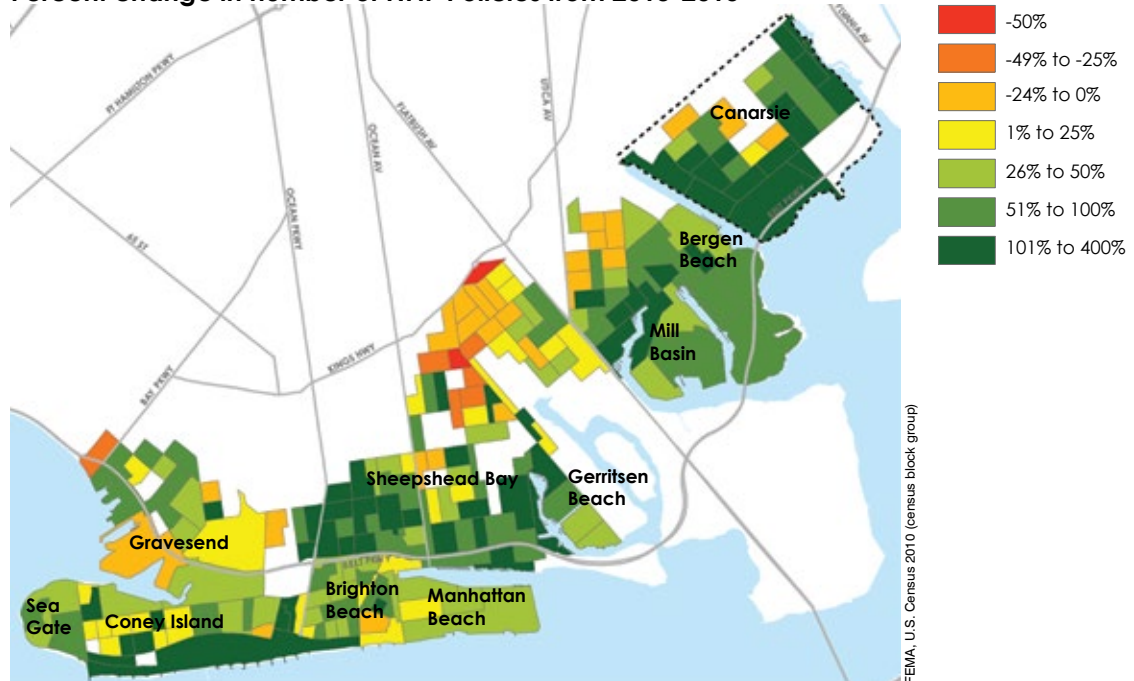 Percent Change in Number of Policies from
-50%
-49% to -25%
-24% to 0%
1% to 25%
26% to 50%
51% to 100%
101% to 400%
AV
FT HAMILTON PKWY
FLATBUSH AV
OCEAN AV
UTICA AV
Canarsie
OCEAN PKWY
65 ST
BELT PKWY
Bergen
Beach
Mill
Basin
KINGS HWY
BAY PKWY
Sheepshead Bay
Gerritsen
Beach
Gravesend
BELT PKWY
Sea
Gate
Coney Island
Brighton
Beach
Manhattan
Beach
FEMA, U.S. Census 2010 (census block group)